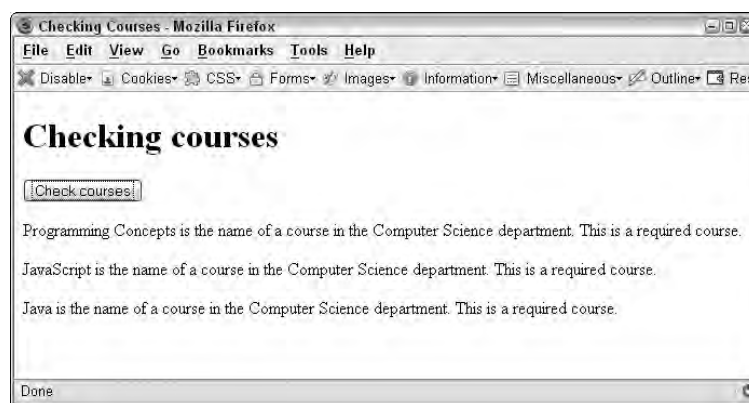 Checking Courses - Mozilla Firefox
File Edit View Go Bookmarks Tools Help
Disable Cookies CSS Forms Images Information Miscellaneous Outline
Checking courses
Check courses
Programming Concepts is the name of a course in the Computer Science department. This is a required course.
JavaScript is the name of a course in the Computer Science department. This is a required course.
Java is the name of a course in the Computer Science department. This is a required course.
Done